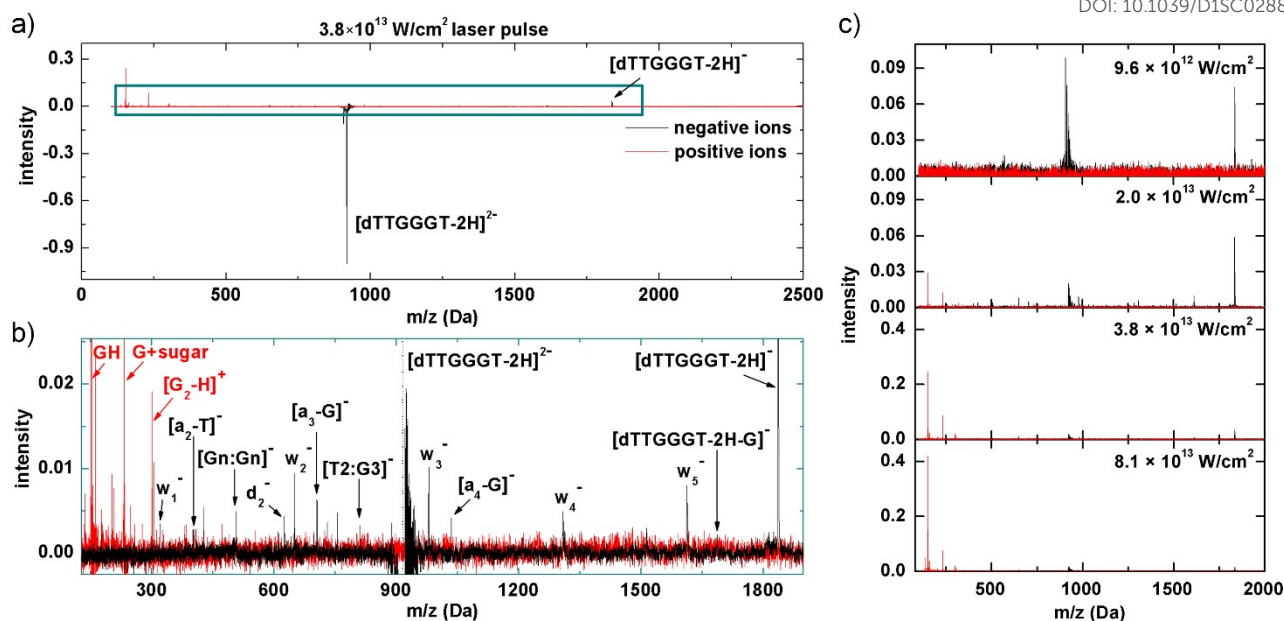 DOI: 10.1039/D1SC0288
a)
3.8×10¹³ W/cm² laser pulse
[dTTGGGT-2H]⁻
negative ions
positive ions
[dTTGGGT-2H]²⁻
intensity
0.3
0.0
-0.3
-0.6
-0.9
0 500 1000 1500 2000 2500
m/z (Da)
b)
GH
G+sugar
[G₂-H]⁺
[a₂-T]⁻
[Gn:Gn]⁻
w₁⁻
d₂⁻
w₂⁻
[a₃-G]⁻
[T2:G3]⁻
[dTTGGGT-2H]²⁻
w₃⁻
[a₄-G]⁻
w₄⁻
w₅⁻
[dTTGGGT-2H]⁻
[dTTGGGT-2H-G]⁻
intensity
0.02
0.01
0.00
300 600 900 1200 1500 1800
m/z (Da)
c)
9.6 × 10¹² W/cm²
0.09
0.06
0.03
0.00
2.0 × 10¹³ W/cm²
0.09
0.06
0.03
0.00
3.8 × 10¹³ W/cm²
0.4
0.2
0.0
8.1 × 10¹³ W/cm²
0.4
0.2
0.0
intensity
500 1000 1500 2000
m/z (Da)